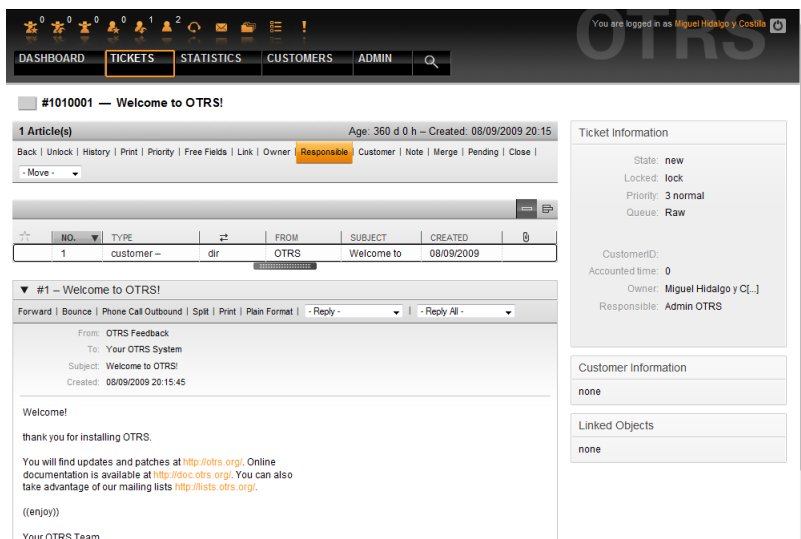 0 0 0 0 1 2
You are logged in as Miguel Hidalgo y Costilla
OTRS
DASHBOARD TICKETS STATISTICS CUSTOMERS ADMIN
#1010001 — Welcome to OTRS!
1 Article(s) Age: 360 d 0 h – Created: 08/09/2009 20:15
Back | Unlock | History | Print | Priority | Free Fields | Link | Owner | Responsible | Customer | Note | Merge | Pending | Close |
- Move -
NO. TYPE FROM SUBJECT CREATED
1 customer – dir OTRS Welcome to 08/09/2009
#1 – Welcome to OTRS!
Forward | Bounce | Phone Call Outbound | Split | Print | Plain Format | - Reply - | - Reply All -
From: OTRS Feedback
To: Your OTRS System
Subject: Welcome to OTRS!
Created: 08/09/2009 20:15:45
Welcome!
thank you for installing OTRS.
You will find updates and patches at http://otrs.org/. Online
documentation is available at http://doc.otrs.org/. You can also
take advantage of our mailing lists http://lists.otrs.org/.
((enjoy))
Your OTRS Team
Ticket Information
State: new
Locked: lock
Priority: 3 normal
Queue: Raw
CustomerID:
Accounted time: 0
Owner: Miguel Hidalgo y C[...]
Responsible: Admin OTRS
Customer Information
none
Linked Objects
none